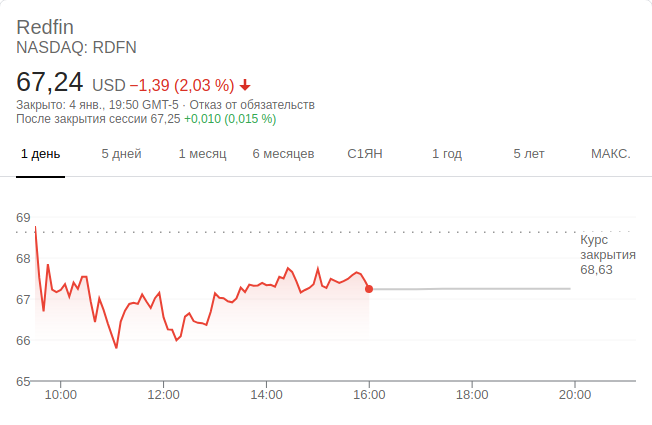 Redfin
NASDAQ: RDFN
67,24 USD −1,39 (2,03 %)
Закрыто: 4 янв., 19:50 GMT-5 · Отказ от обязательств
После закрытия сессии 67,25 +0,010 (0,015 %)
1 день 5 дней 1 месяц 6 месяцев С1ЯН 1 год 5 лет МАКС.
69
Курс
закрытия
68,63
68
67
66
65
10:00 12:00 14:00 16:00 18:00 20:00